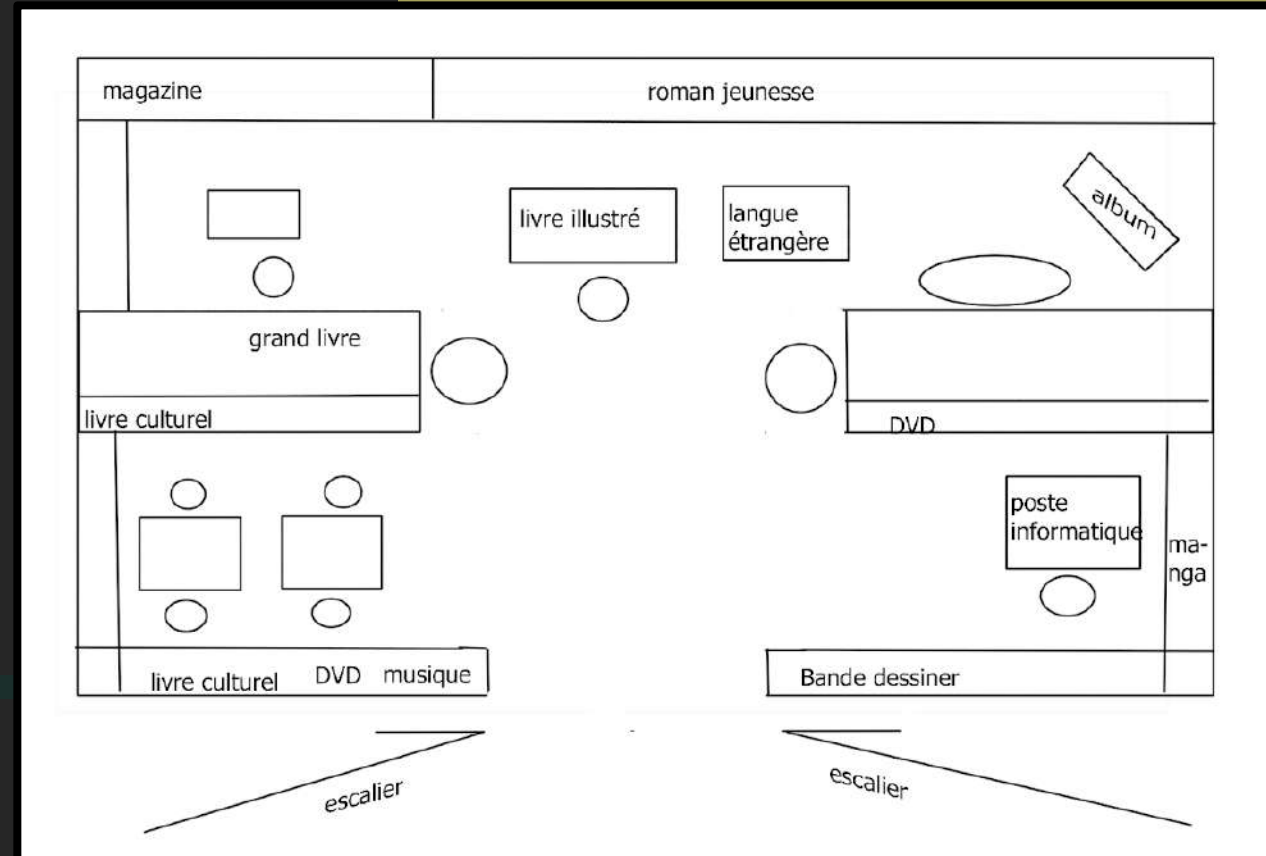 magazine
roman jeunesse
album
livre illustré
langue
étrangère
grand livre
livre culturel
DVD
poste
informatique
ma-
nga
livre culturel DVD musique
Bande dessiner
escalier
escalier